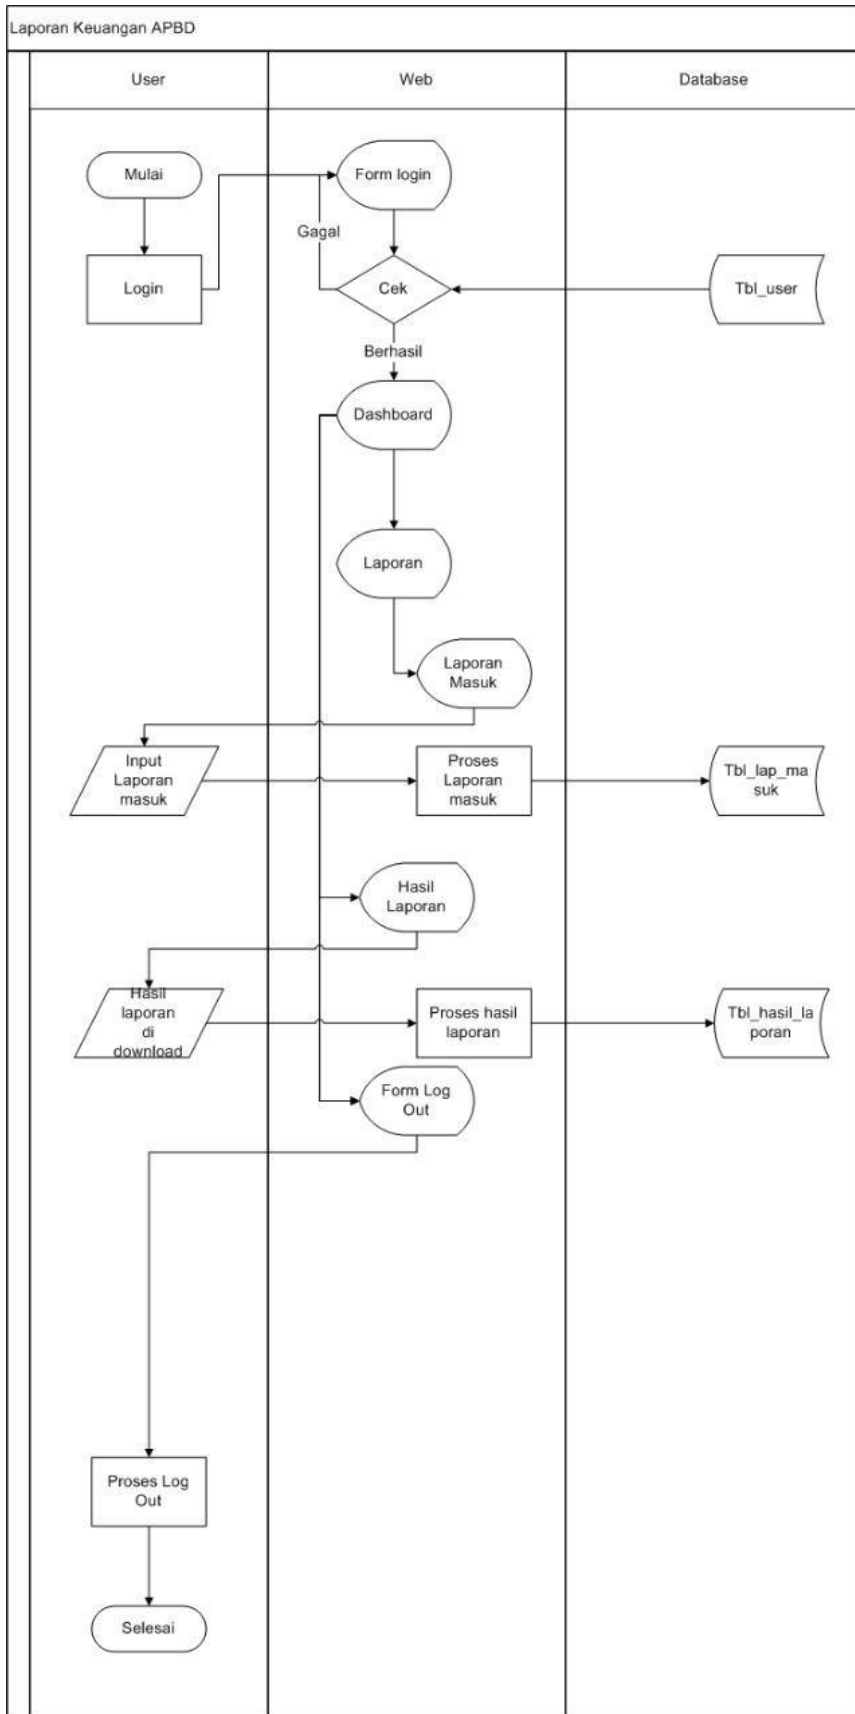 Laporan Keuangan APBD
User
Web
Database
Mulai
Form login
Gagal
Login
Cek
Tbl_user
Berhasil
Dashboard
Laporan
Laporan
Masuk
Input
Laporan
masuk
Proses
Laporan
masuk
Tbl_lap_ma
suk
Hasil
Laporan
Hasil
laporan
di
download
Proses hasil
laporan
Tbl_hasil_la
poran
Form Log
Out
Proses Log
Out
Selesai